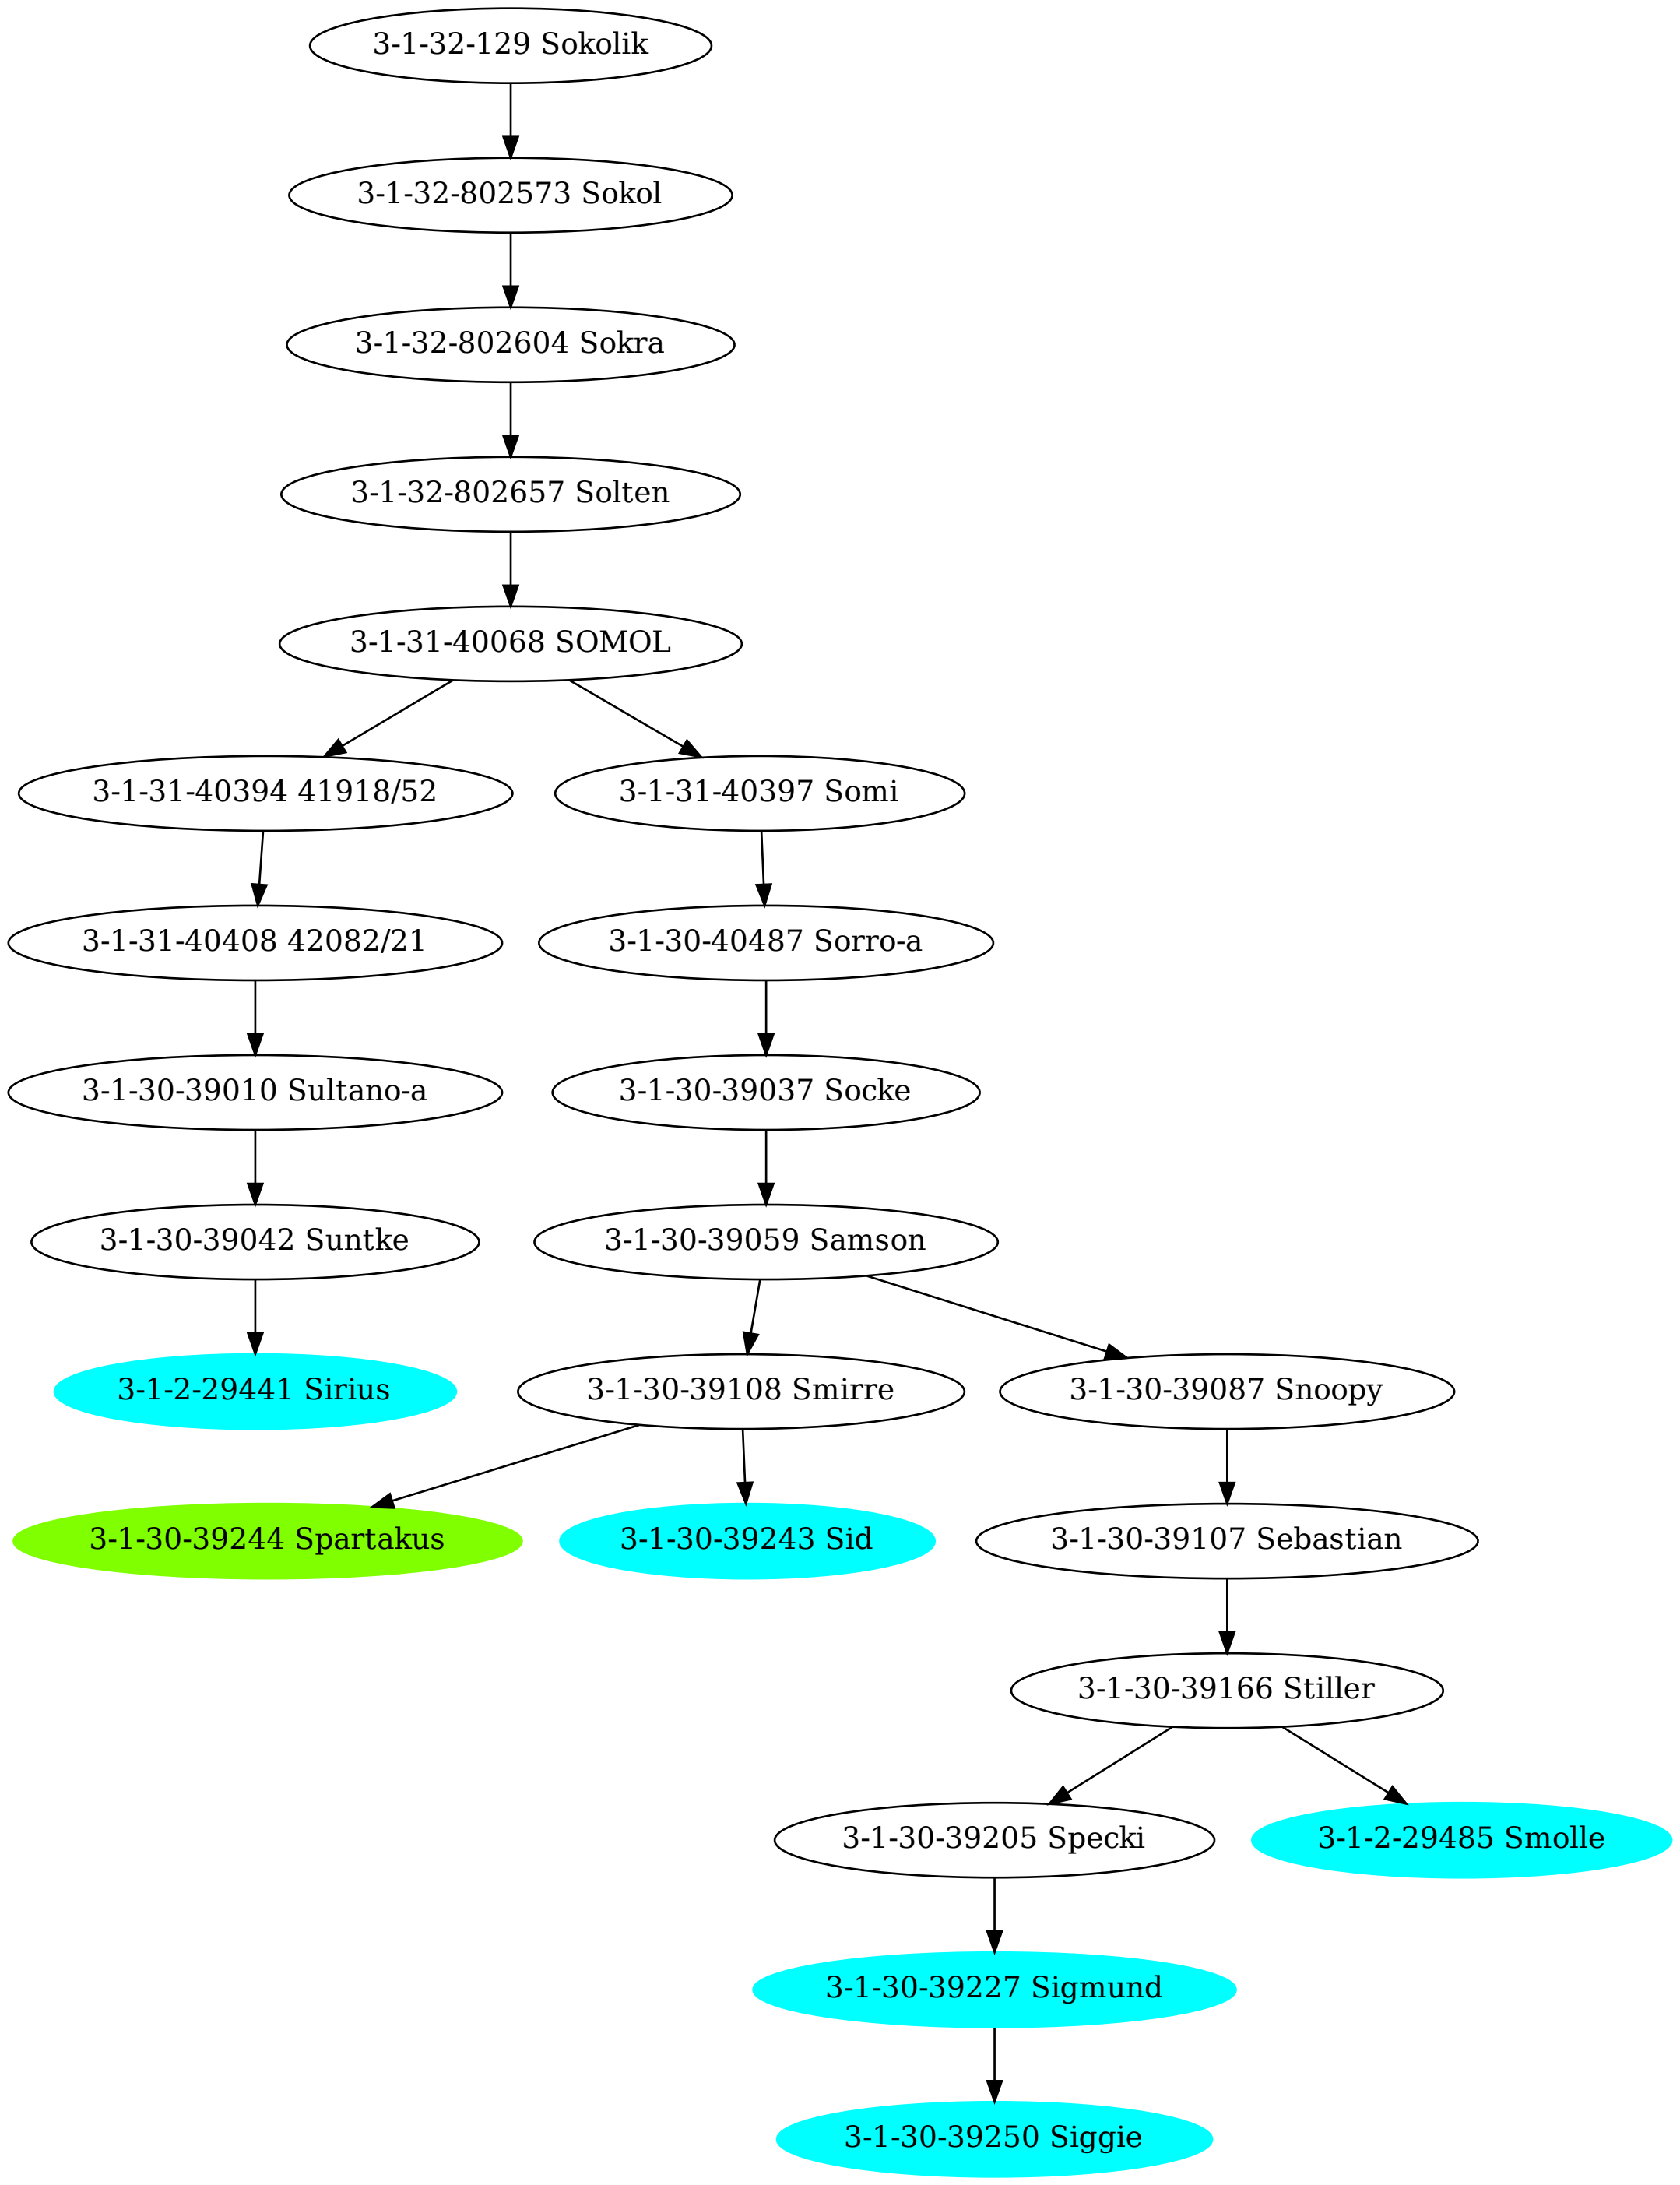 3-1-32-129 Sokolik
3-1-32-802573 Sokol
3-1-32-802604 Sokra
3-1-32-802657 Solten
3-1-31-40068 SOMOL
3-1-31-40394 41918/52
3-1-31-40397 Somi
3-1-31-40408 42082/21
3-1-30-40487 Sorro-a
3-1-30-39010 Sultano-a
3-1-30-39037 Socke
3-1-30-39042 Suntke
3-1-30-39059 Samson
3-1-2-29441 Sirius
3-1-30-39108 Smirre
3-1-30-39087 Snoopy
3-1-30-39244 Spartakus
3-1-30-39243 Sid
3-1-30-39107 Sebastian
3-1-30-39166 Stiller
3-1-30-39205 Specki
3-1-2-29485 Smolle
3-1-30-39227 Sigmund
3-1-30-39250 Siggie